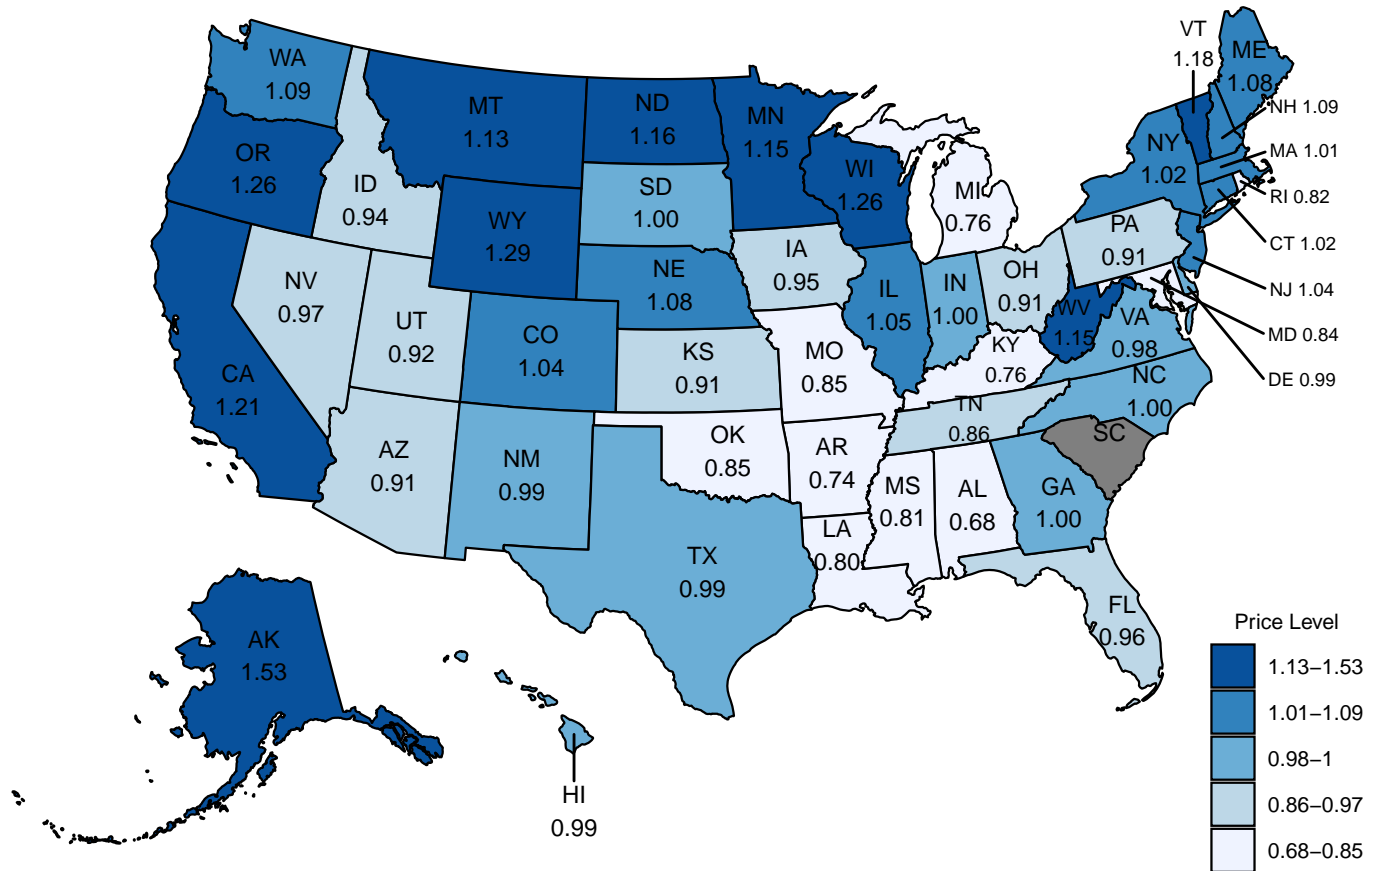 WA
1.09
OR
1.26
CA
1.21
ID
0.94
NV
0.97
UT
0.92
AZ
0.91
MT
1.13
WY
1.29
CO
1.04
NM
0.99
ND
1.16
SD
1.00
NE
1.08
KS
0.91
OK
0.85
TX
0.99
MN
1.15
IA
0.95
MO
0.85
AR
0.74
LA
0.80
WI
1.26
IL
1.05
MI
0.76
IN
1.00
OH
0.91
KY
0.76
TN
0.86
MS
0.81
AL
0.68
GA
1.00
FL
0.96
SC
NC
1.00
VA
0.98
WV
1.15
PA
0.91
NY
1.02
VT
1.18
ME
1.08
NH 1.09
MA 1.01
RI 0.82
CT 1.02
NJ 1.04
MD 0.84
DE 0.99
AK
1.53
HI
0.99
Price Level
1.13–1.53
1.01–1.09
0.98–1
0.86–0.97
0.68–0.85